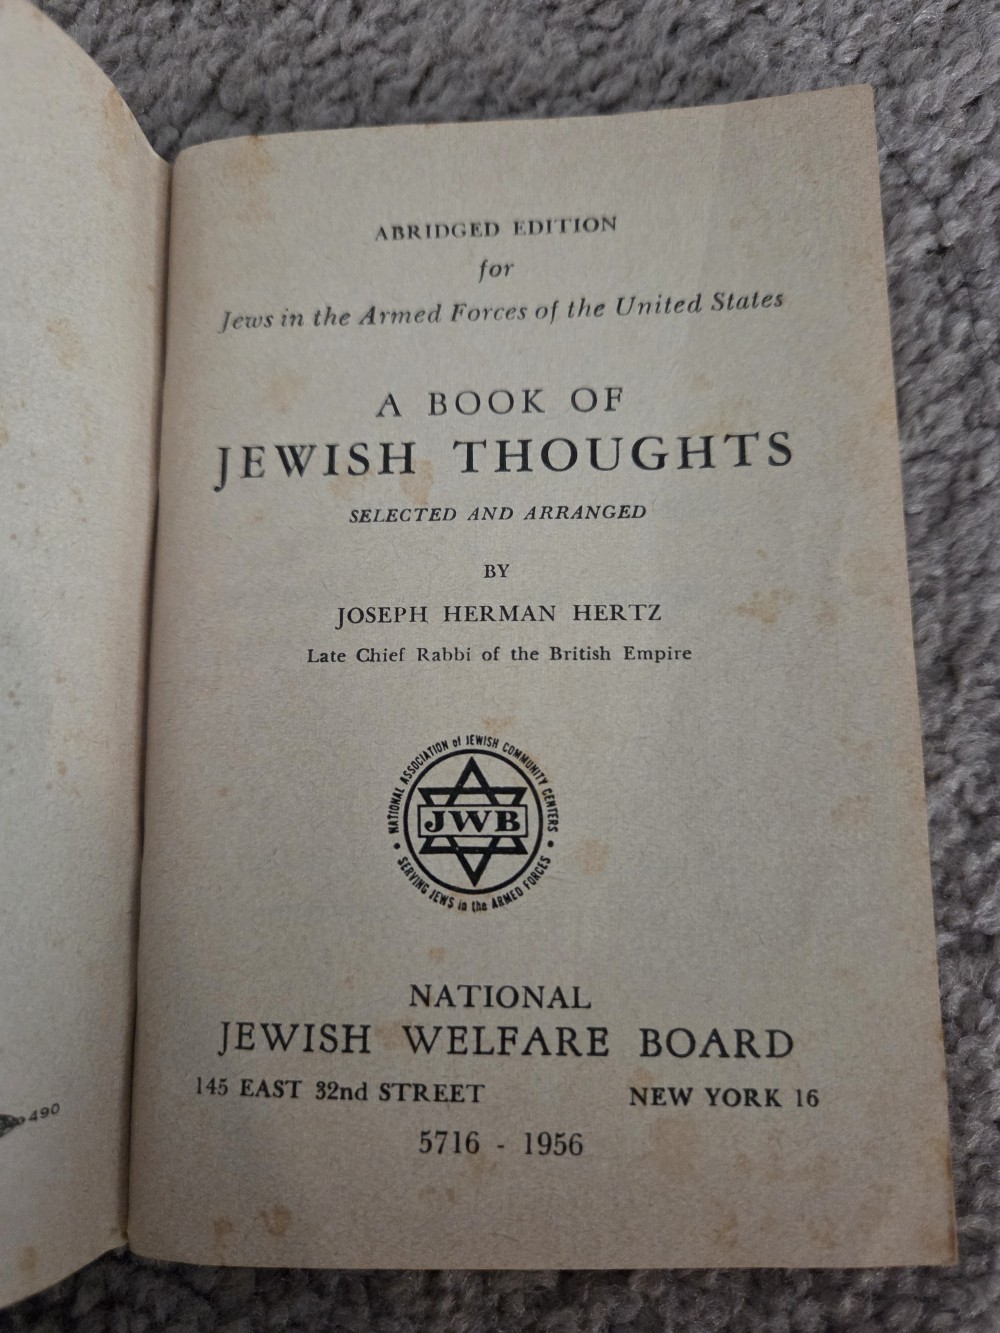 ABRIDGED EDITION
for
Jews in the Armed Forces of the United States
A BOOK OF
JEWISH THOUGHTS
SELECTED AND ARRANGED
BY
JOSEPH HERMAN HERTZ
Late Chief Rabbi of the British Empire
NATIONAL ASSOCIATION of JEWISH COMMUNITY CENTERS
JWB
• SERVING JEWS in the ARMED FORCES •
NATIONAL
JEWISH WELFARE BOARD
145 EAST 32nd STREET NEW YORK 16
5716 - 1956
490